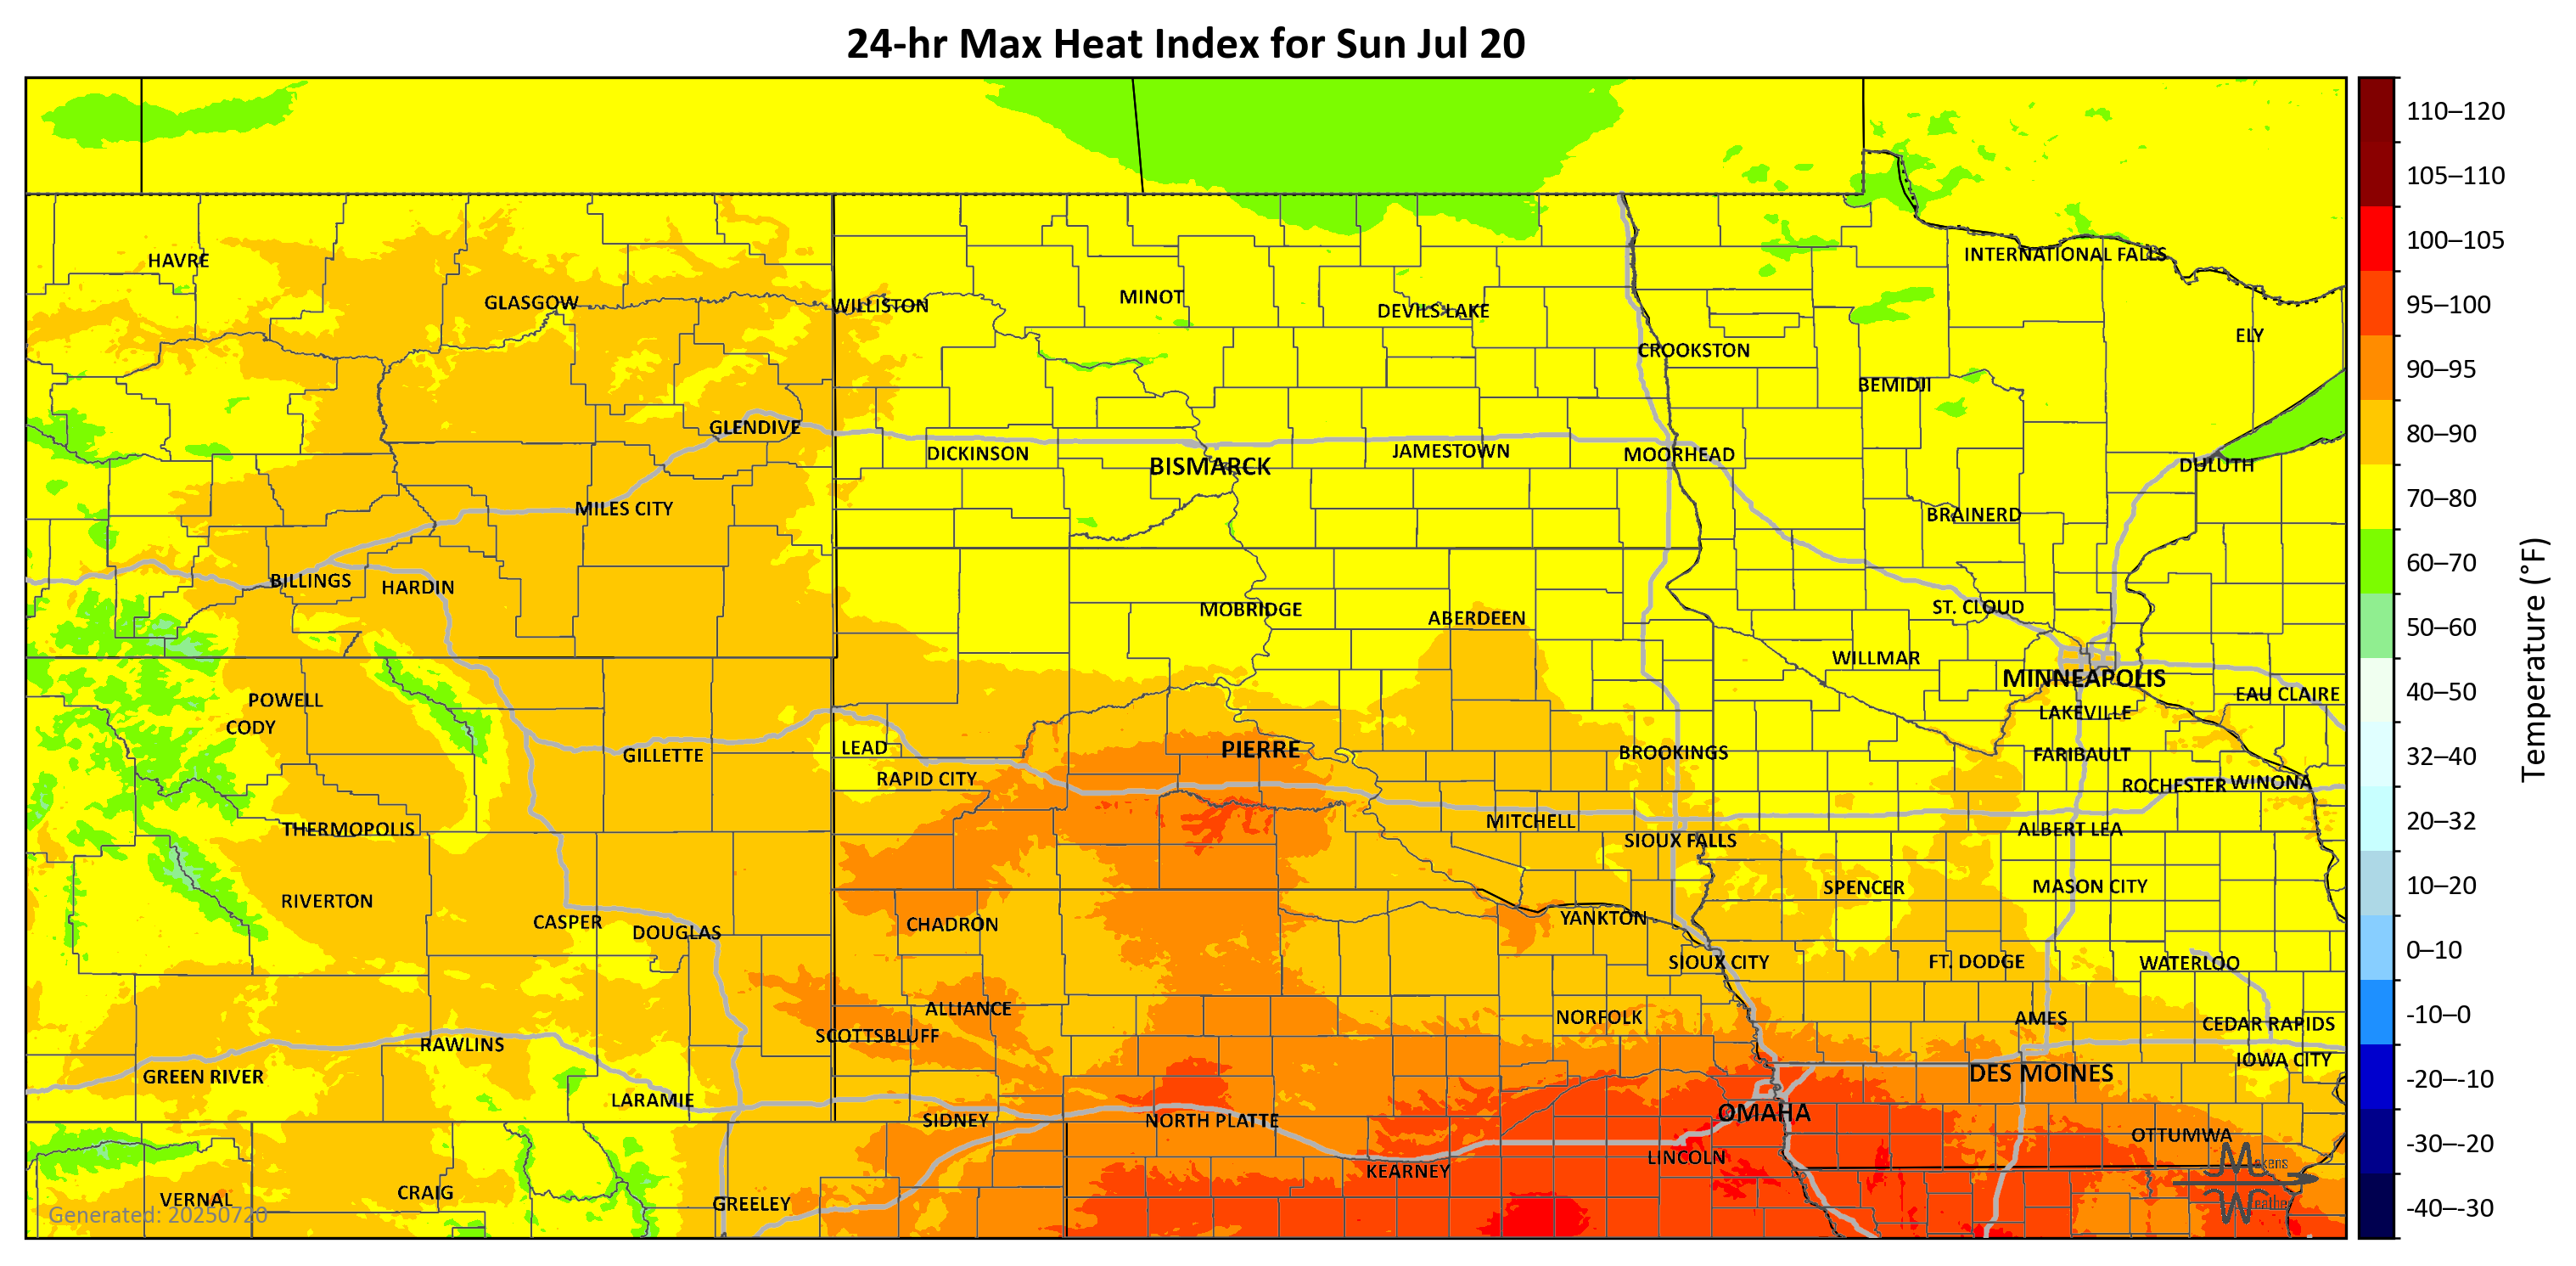 24-hr Max Heat Index for Sun Jul 20
HAVRE
GLASGOW
WILLISTON
MINOT
DEVILS LAKE
INTERNATIONAL FALLS
CROOKSTON
ELY
BEMIDJI
GLENDIVE
DICKINSON
BISMARCK
JAMESTOWN
MOORHEAD
DULUTH
MILES CITY
BRAINERD
BILLINGS
HARDIN
MOBRIDGE
ABERDEEN
ST. CLOUD
WILLMAR
MINNEAPOLIS
EAU CLAIRE
POWELL
CODY
LAKEVILLE
GILLETTE
LEAD
PIERRE
BROOKINGS
FARIBAULT
RAPID CITY
ROCHESTER
WINONA
THERMOPOLIS
MITCHELL
SIOUX FALLS
ALBERT LEA
RIVERTON
SPENCER
MASON CITY
CASPER
DOUGLAS
CHADRON
YANKTON
SIOUX CITY
FT. DODGE
WATERLOO
ALLIANCE
SCOTTSBLUFF
NORFOLK
AMES
CEDAR RAPIDS
RAWLINS
IOWA CITY
GREEN RIVER
DES MOINES
LARAMIE
SIDNEY
NORTH PLATTE
OMAHA
OTTUMWA
KEARNEY
LINCOLN
VERNAL
CRAIG
GREELEY
Generated: 20250720
110–120
105–110
100–105
95–100
90–95
80–90
70–80
60–70
50–60
40–50
32–40
20–32
10–20
0–10
-10–0
-20–-10
-30–-20
-40–-30
Temperature (°F)